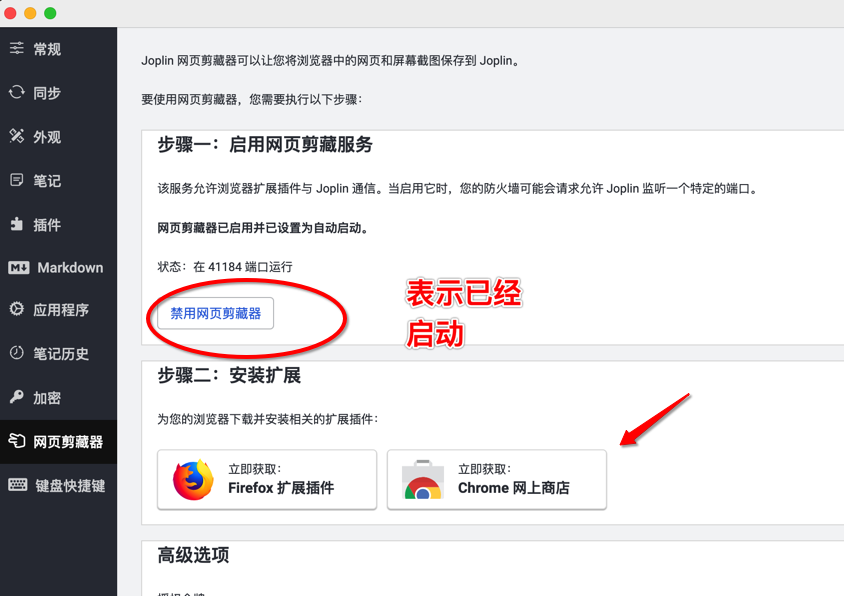 常规
同步
外观
笔记
插件
Markdown
应用程序
笔记历史
加密
网页剪藏器
键盘快捷键
Joplin 网页剪藏器可以让您将浏览器中的网页和屏幕截图保存到 Joplin。
要使用网页剪藏器，您需要执行以下步骤：
步骤一：启用网页剪藏服务
该服务允许浏览器扩展插件与 Joplin 通信。当启用它时，您的防火墙可能会请求允许 Joplin 监听一个特定的端口。
网页剪藏器已启用并已设置为自动启动。
状态：在 41184 端口运行
禁用网页剪藏器
表示已经
启动
步骤二：安装扩展
为您的浏览器下载并安装相关的扩展插件：
立即获取：
Firefox 扩展插件
立即获取：
Chrome 网上商店
高级选项